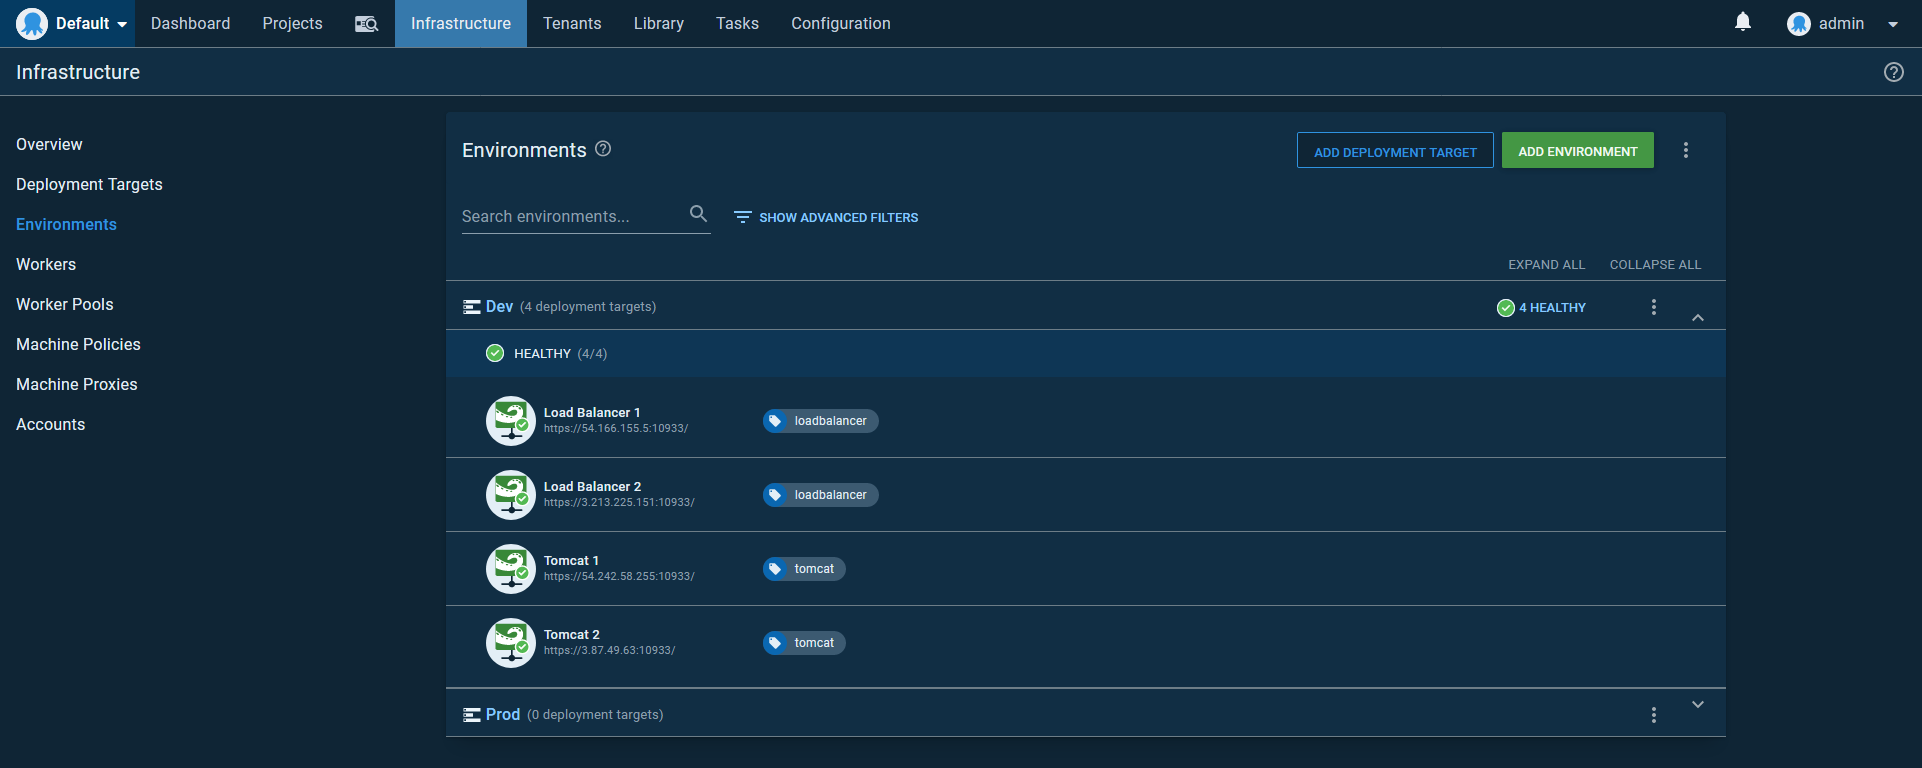 Default Dashboard Projects Infrastructure Tenants Library Tasks Configuration admin
Infrastructure
Overview
Deployment Targets
Environments
Workers
Worker Pools
Machine Policies
Machine Proxies
Accounts
Environments ADD DEPLOYMENT TARGET ADD ENVIRONMENT
Search environments... SHOW ADVANCED FILTERS
EXPAND ALL COLLAPSE ALL
Dev (4 deployment targets) 4 HEALTHY
HEALTHY (4/4)
Load Balancer 1
https://54.166.155.5:10933/
loadbalancer
Load Balancer 2
https://3.213.225.151:10933/
loadbalancer
Tomcat 1
https://54.242.58.255:10933/
tomcat
Tomcat 2
https://3.87.49.63:10933/
tomcat
Prod (0 deployment targets)